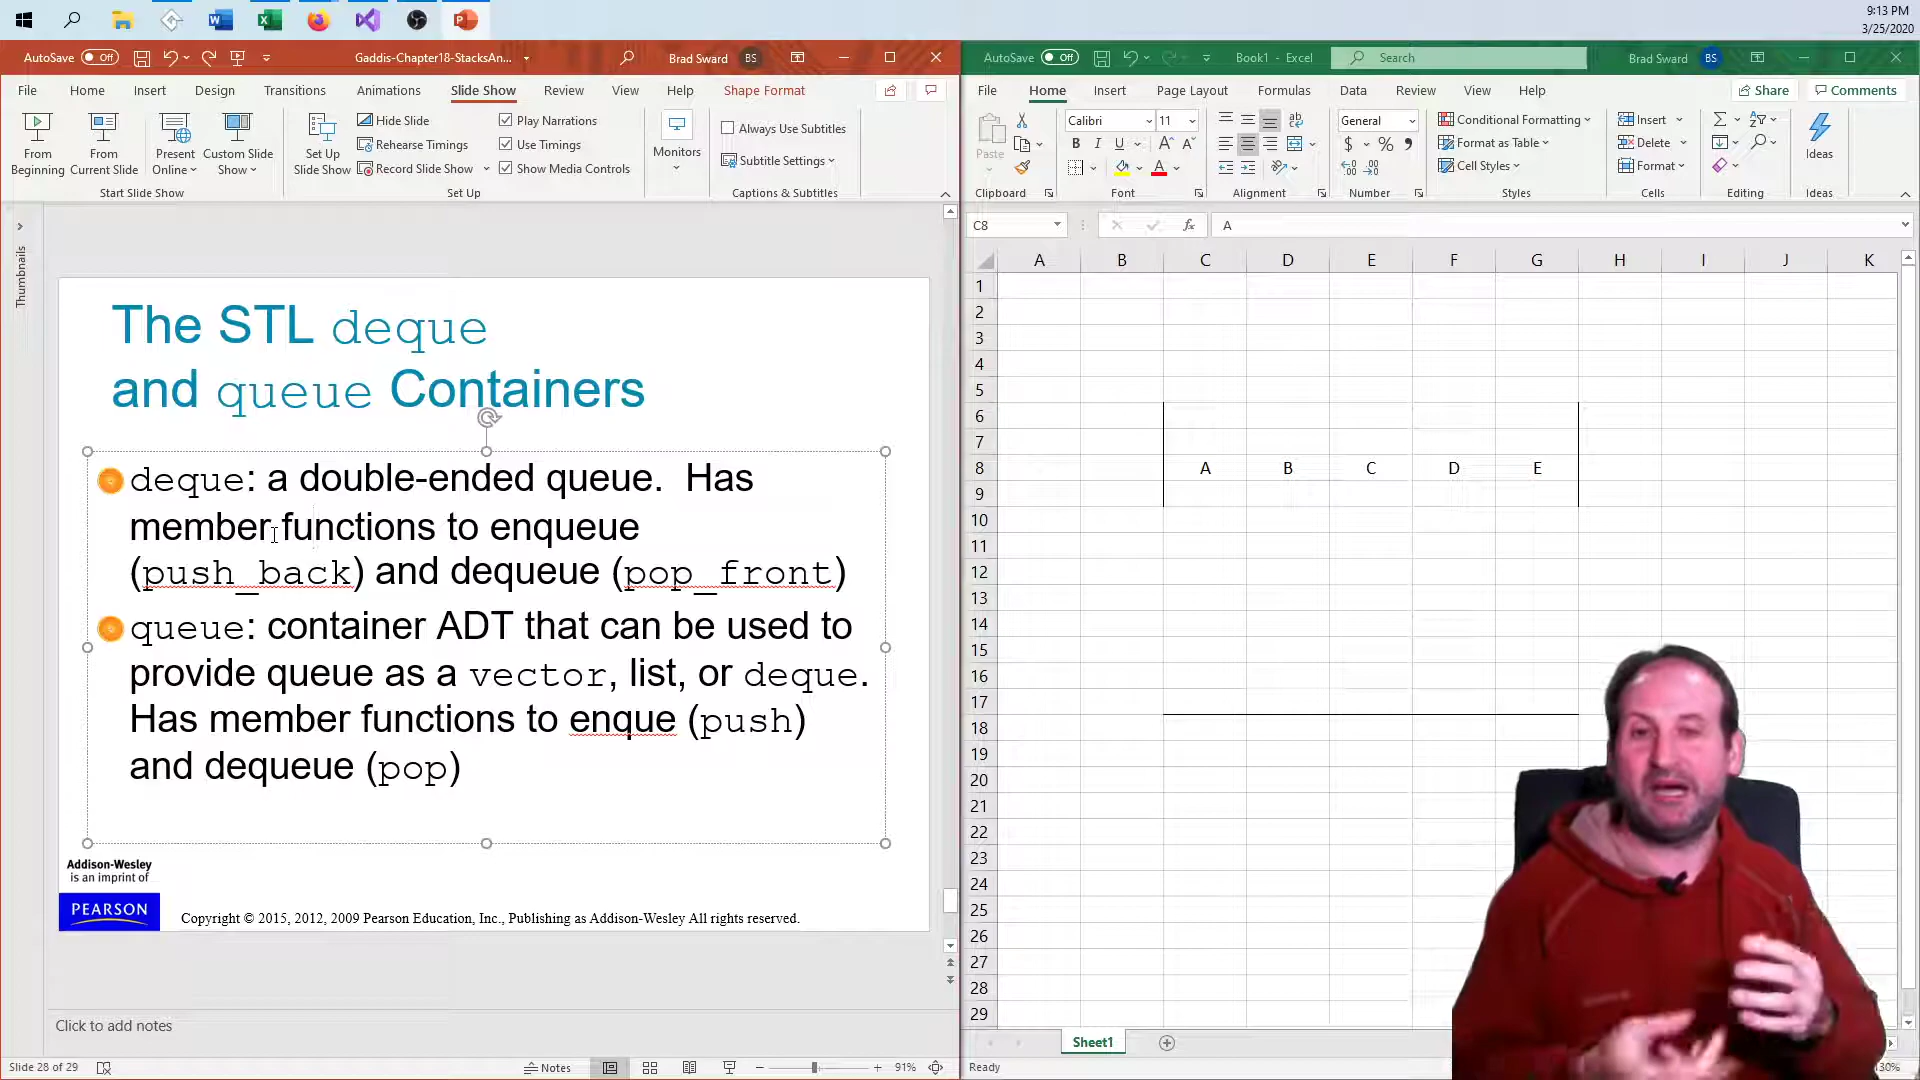 9:13 PM
3/25/2020
AutoSave Off
Gaddis-Chapter18-StacksAn...
Brad Sward BS
File Home Insert Design Transitions Animations Slide Show Review View Help Shape Format
From Beginning
From Current Slide
Present Online
Custom Slide Show
Start Slide Show
Set Up Slide Show
Hide Slide
Rehearse Timings
Record Slide Show
Play Narrations
Use Timings
Show Media Controls
Set Up
Monitors
Always Use Subtitles
Subtitle Settings
Captions & Subtitles
Thumbnails
The STL deque
and queue Containers
deque: a double-ended queue. Has
member functions to enqueue
(push_back) and dequeue (pop_front)
queue: container ADT that can be used to
provide queue as a vector, list, or deque.
Has member functions to enque (push)
and dequeue (pop)
Addison-Wesley
is an imprint of
PEARSON
Copyright © 2015, 2012, 2009 Pearson Education, Inc., Publishing as Addison-Wesley All rights reserved.
Click to add notes
Slide 28 of 29
Notes
91%
AutoSave Off
Book1 - Excel
Search
Brad Sward BS
File Home Insert Page Layout Formulas Data Review View Help
Share
Comments
Paste
Clipboard
Calibri 11
B I U
Font
ab
Alignment
General
$ % ,
Number
Conditional Formatting
Format as Table
Cell Styles
Styles
Insert
Delete
Format
Cells
Editing
Ideas
Ideas
C8
fx
A
A B C D E F G H I J K
1
2
3
4
5
6
7
8 A B C D E
9
10
11
12
13
14
15
16
17
18
19
20
21
22
23
24
25
26
27
28
29
Sheet1
Ready
130%